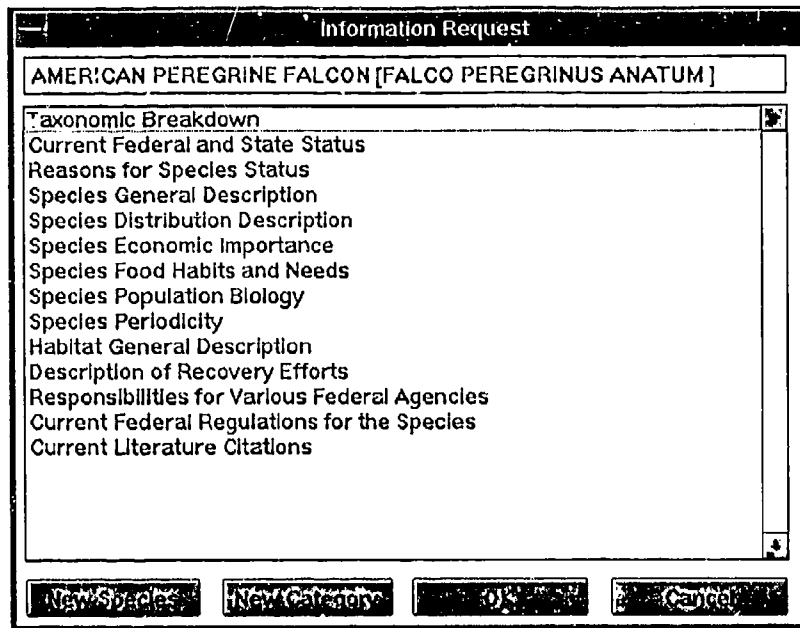 Information Request
AMERICAN PEREGRINE FALCON [FALCO PEREGRINUS ANATUM ]
Taxonomic Breakdown
Current Federal and State Status
Reasons for Species Status
Species General Description
Species Distribution Description
Species Economic Importance
Species Food Habits and Needs
Species Population Biology
Species Periodicity
Habitat General Description
Description of Recovery Efforts
Responsibilities for Various Federal Agencies
Current Federal Regulations for the Species
Current Literature Citations
New Species New Category OK Cancel